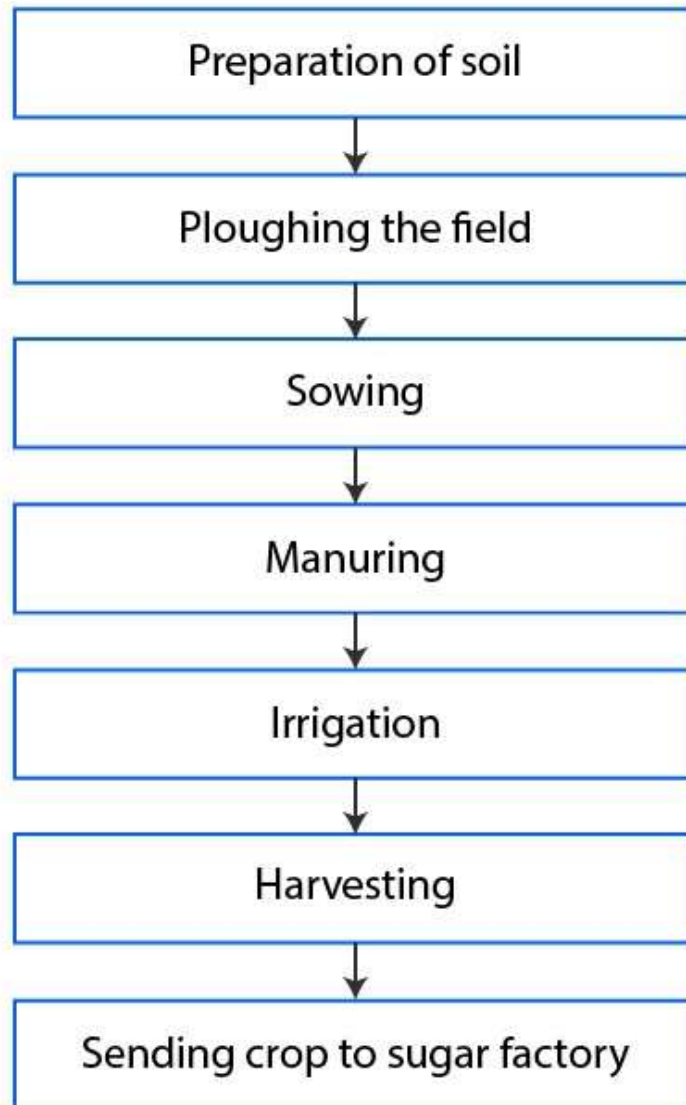 Preparation of soil
Ploughing the field
Sowing
Manuring
Irrigation
Harvesting
Sending crop to sugar factory